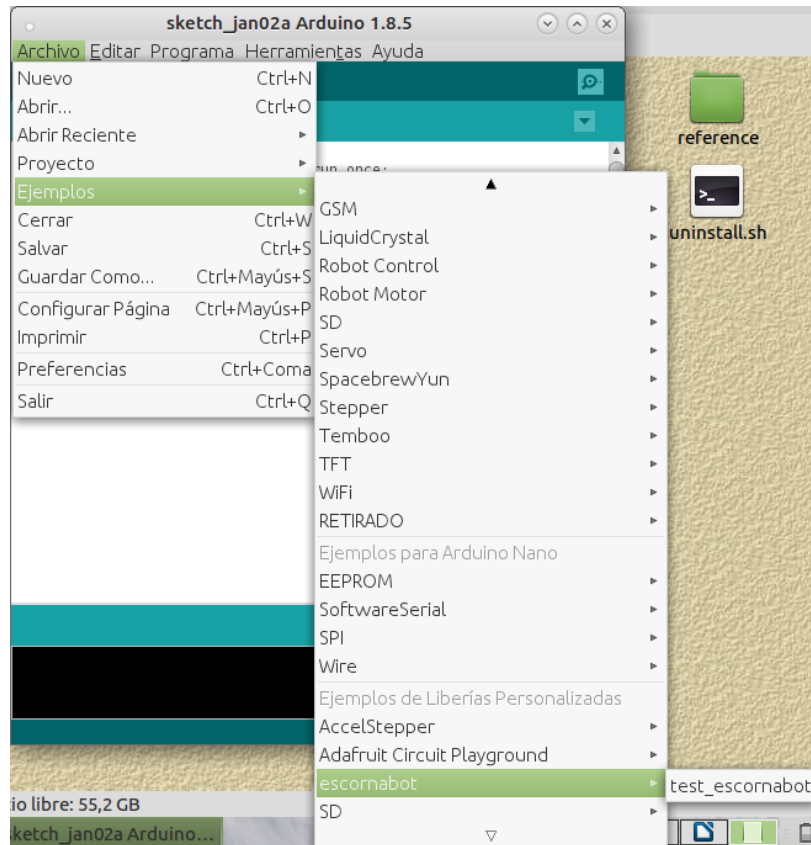 sketch_jan02a Arduino 1.8.5
Archivo Editar Programa Herramientas Ayuda
Nuevo Ctrl+N
Abrir... Ctrl+O
Abrir Reciente
Proyecto
Ejemplos
Cerrar Ctrl+W
Salvar Ctrl+S
Guardar Como... Ctrl+Mayús+S
Configurar Página Ctrl+Mayús+P
Imprimir Ctrl+P
Preferencias Ctrl+Coma
Salir Ctrl+Q
run once:
GSM
LiquidCrystal
Robot Control
Robot Motor
SD
Servo
SpacebrewYun
Stepper
Temboo
TFT
WiFi
RETIRADO
Ejemplos para Arduino Nano
EEPROM
SoftwareSerial
SPI
Wire
Ejemplos de Liberías Personalizadas
AccelStepper
Adafruit Circuit Playground
escornabot
SD
test_escornabot
reference
>_
uninstall.sh
io libre: 55,2 GB
sketch_jan02a Arduino...